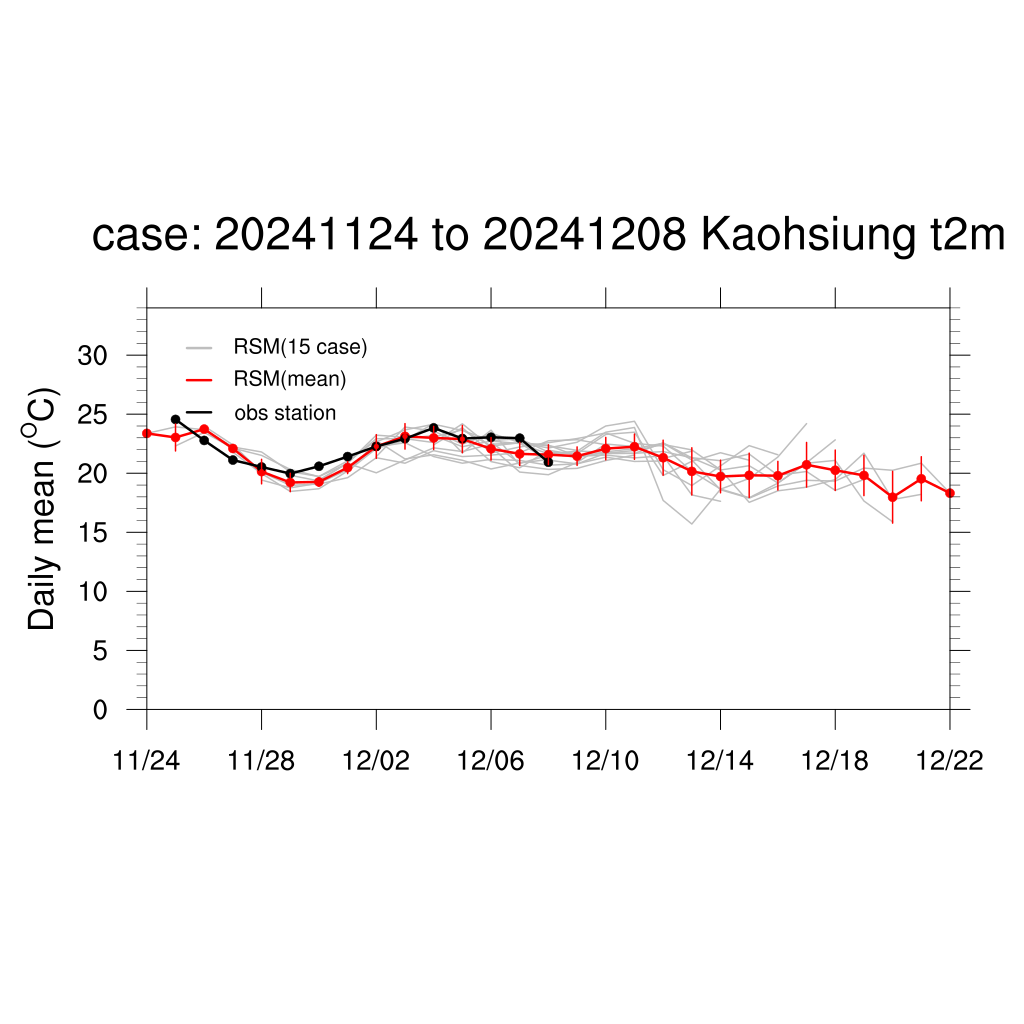 case: 20241124 to 20241208 Kaohsiung t2m
RSM(15 case)
RSM(mean)
obs station
Daily mean (°C)
30
25
20
15
10
5
0
11/24 11/28 12/02 12/06 12/10 12/14 12/18 12/22